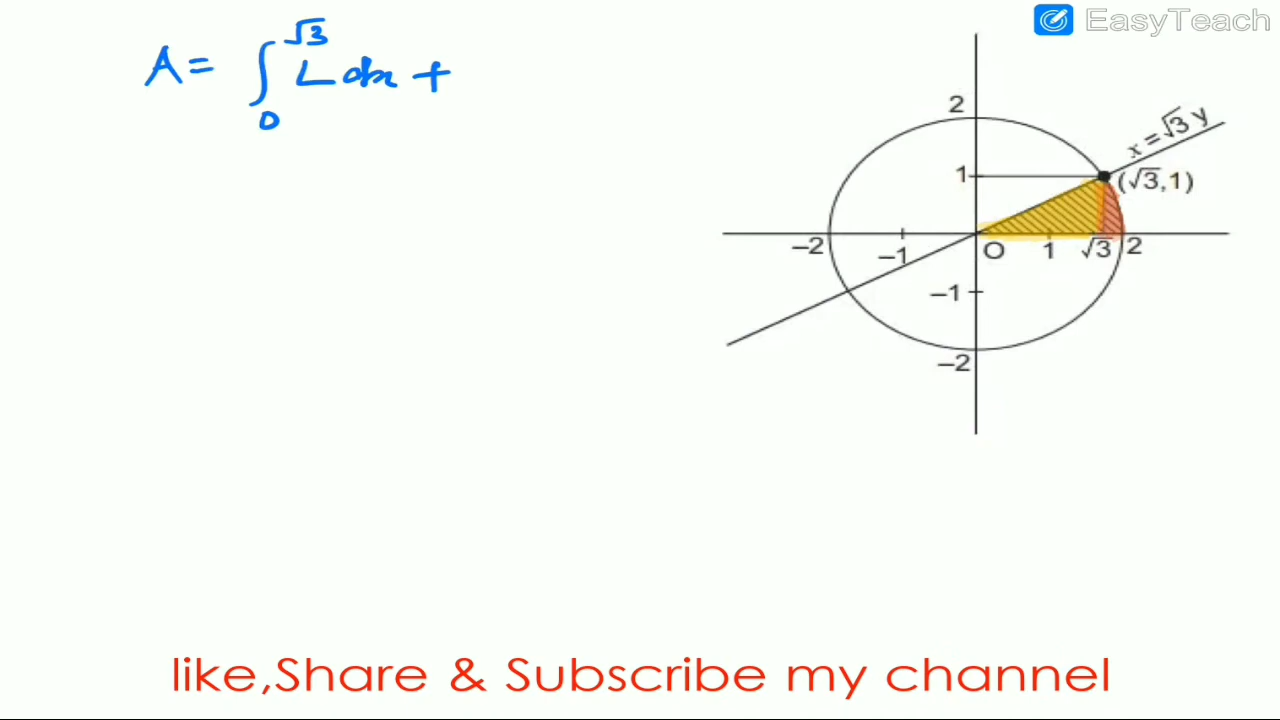 EasyTeach
A = ∫₀^√3 L dx +
2
x = √3 y
1
(√3, 1)
–2
–1
O
1
√3
2
–1
–2
like,Share & Subscribe my channel